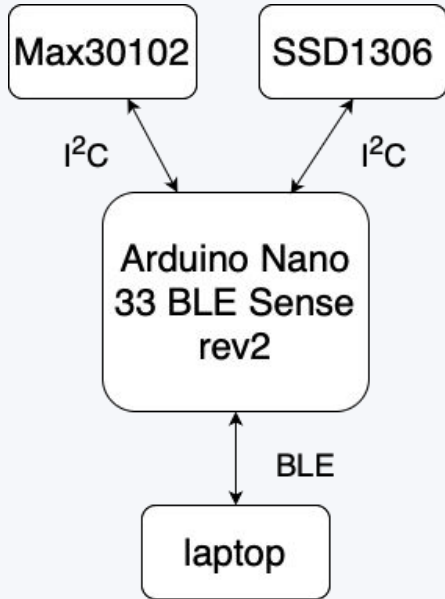 Max30102
SSD1306
I²C
I²C
Arduino Nano
33 BLE Sense
rev2
BLE
laptop